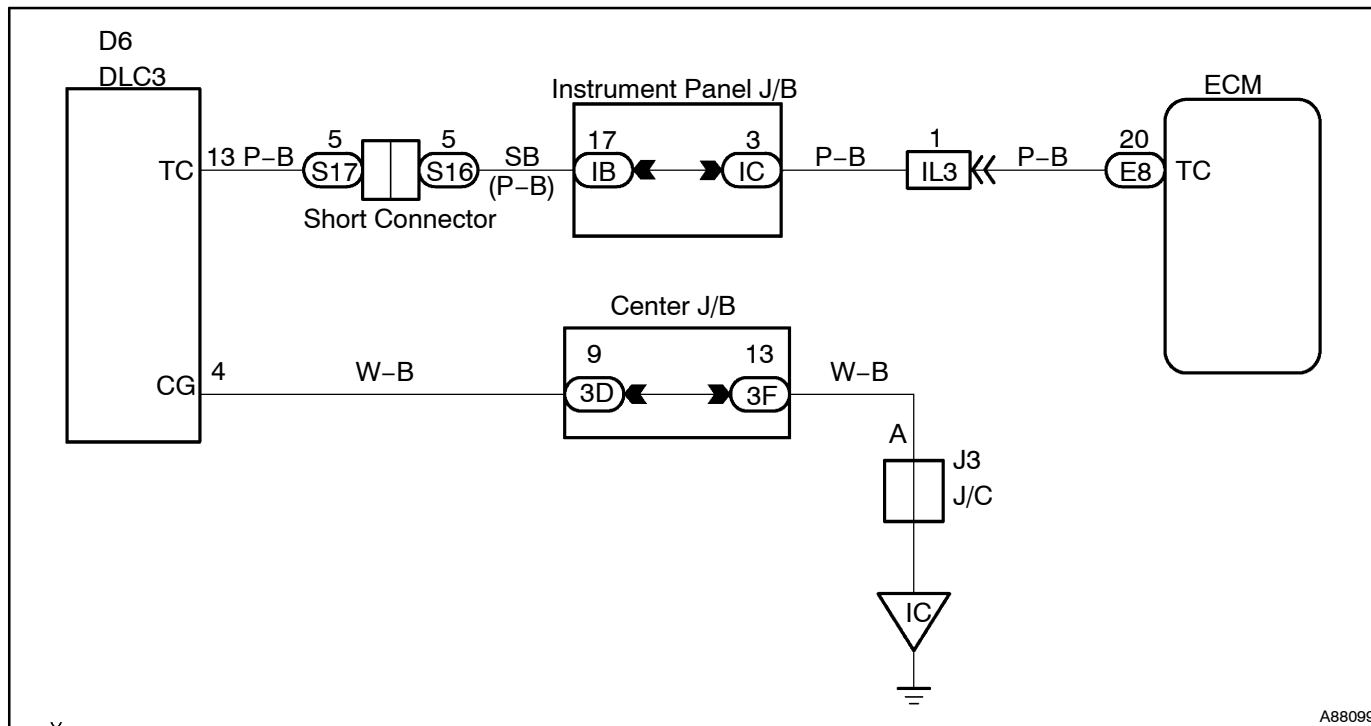 D6
DLC3
Instrument Panel J/B
ECM
TC 13 P–B 5 S17 5 S16 SB 17 IB 3 IC P–B 1 IL3 P–B 20 E8 TC
(P–B)
Short Connector
Center J/B
CG 4 W–B 9 3D 13 3F W–B
A
J3
J/C
IC
A88099